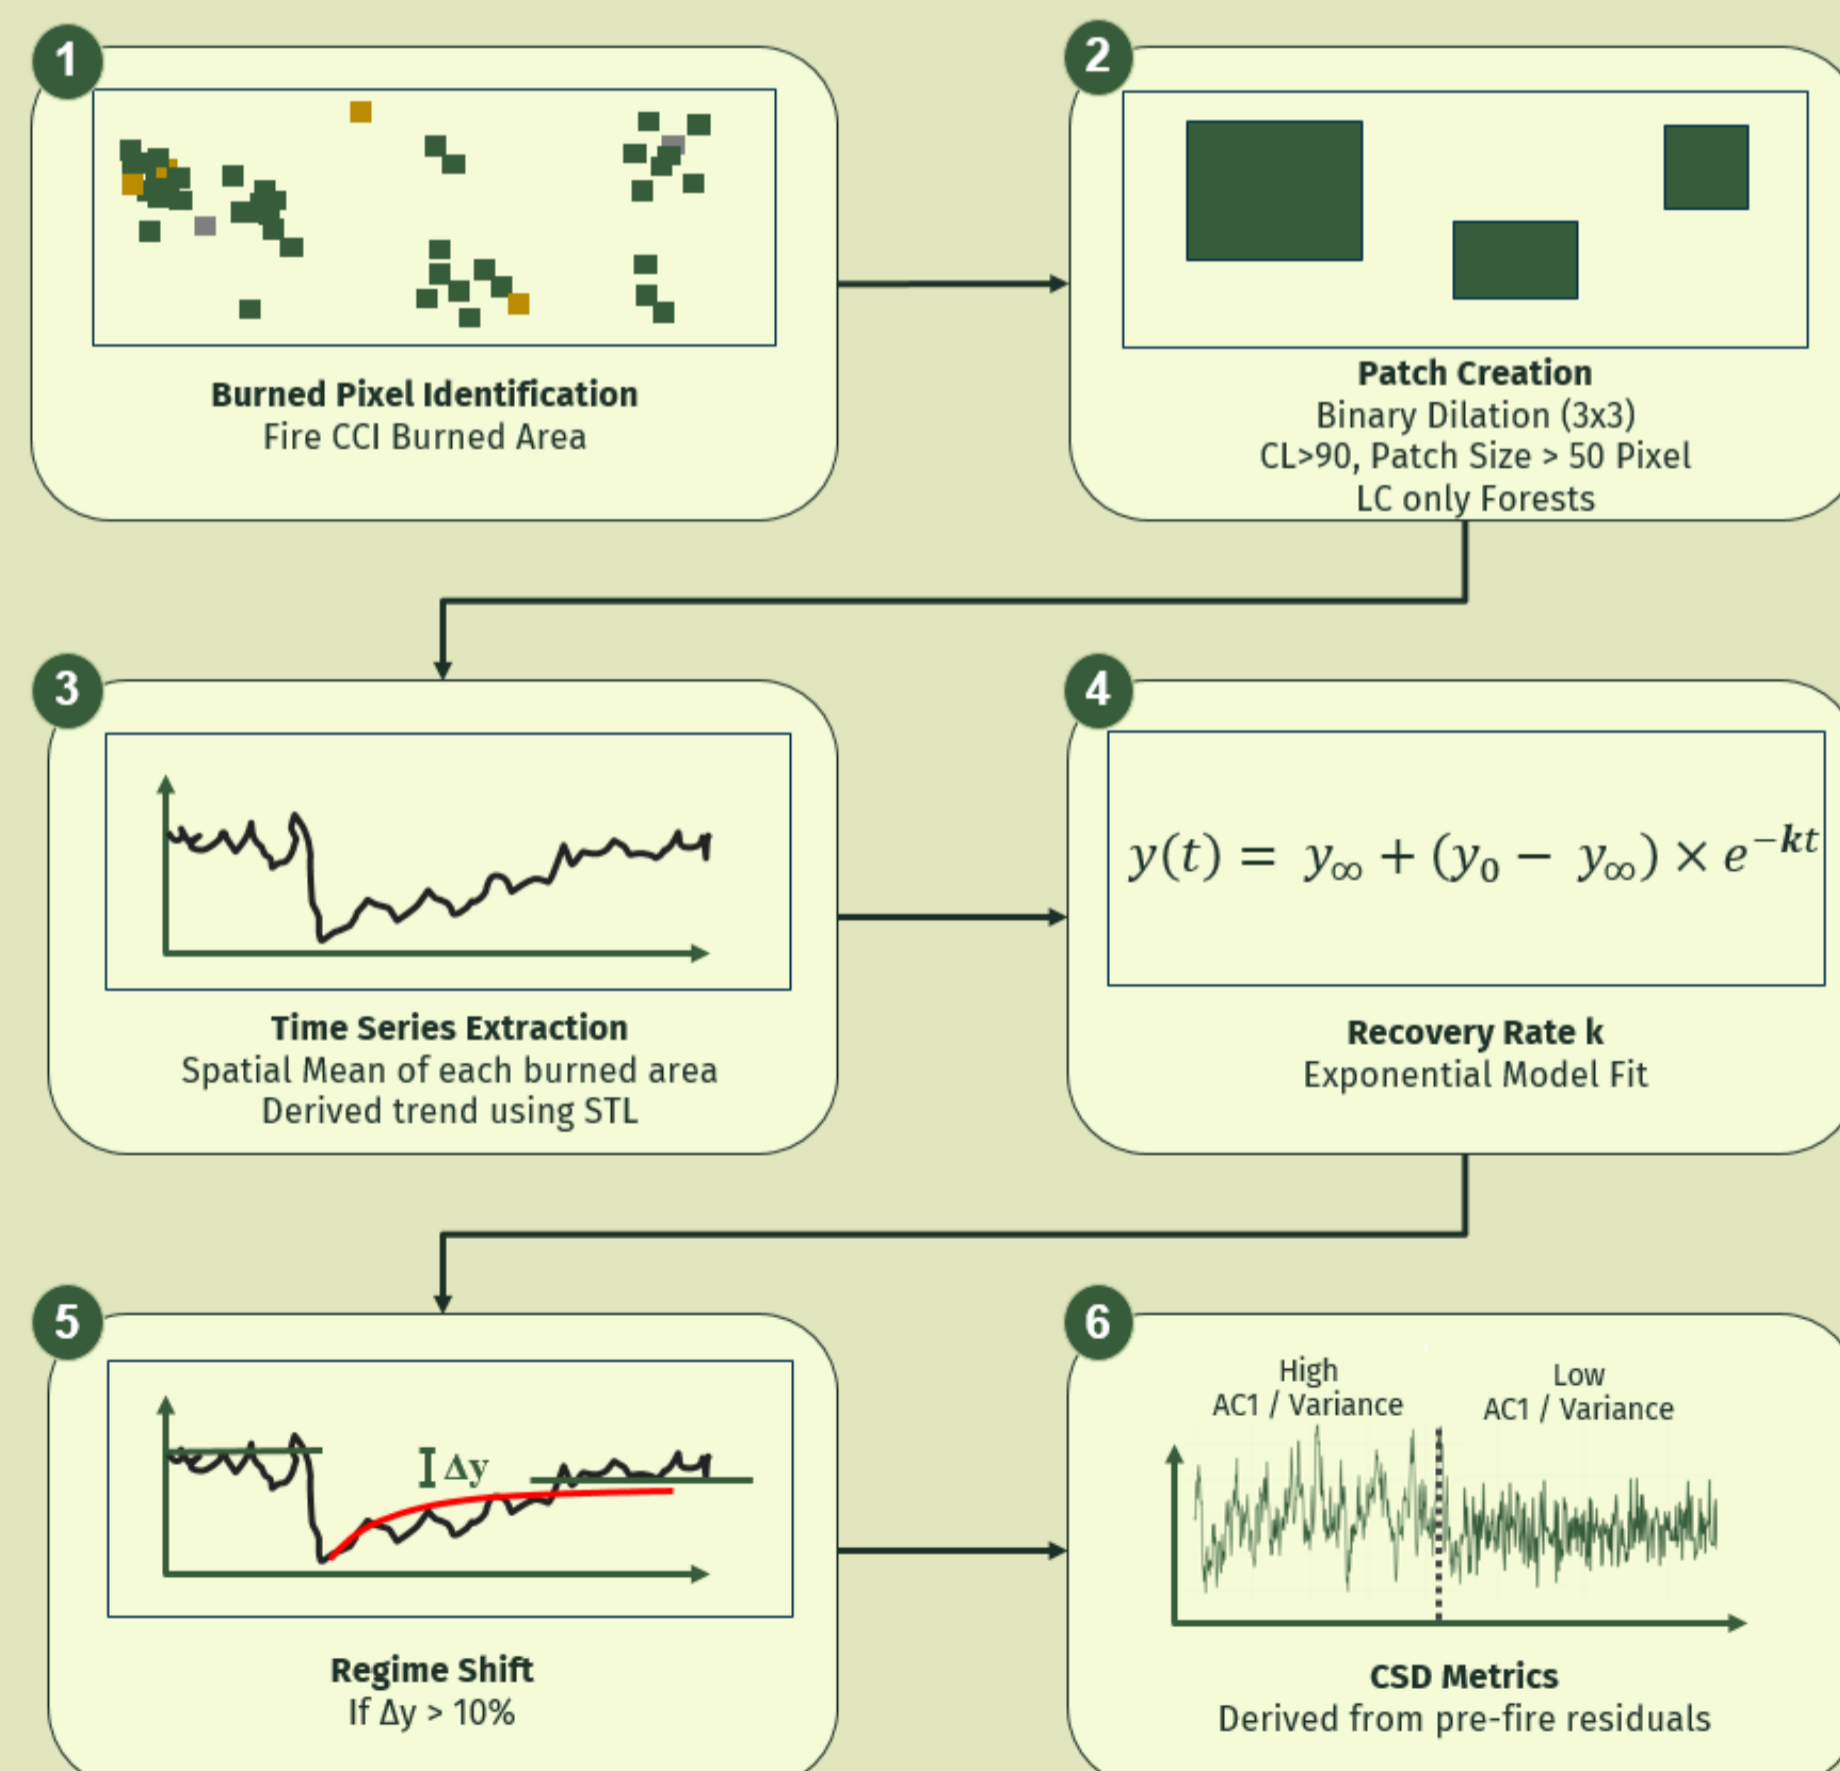 1
Burned Pixel Identification
Fire CCI Burned Area
2
Patch Creation
Binary Dilation (3x3)
CL>90, Patch Size > 50 Pixel
LC only Forests
3
Time Series Extraction
Spatial Mean of each burned area
Derived trend using STL
4
y(t) = y∞ + (y₀ − y∞) × e^{−kt}
Recovery Rate k
Exponential Model Fit
5
Δy
Regime Shift
If Δy > 10%
6
High
AC1 / Variance
Low
AC1 / Variance
CSD Metrics
Derived from pre-fire residuals